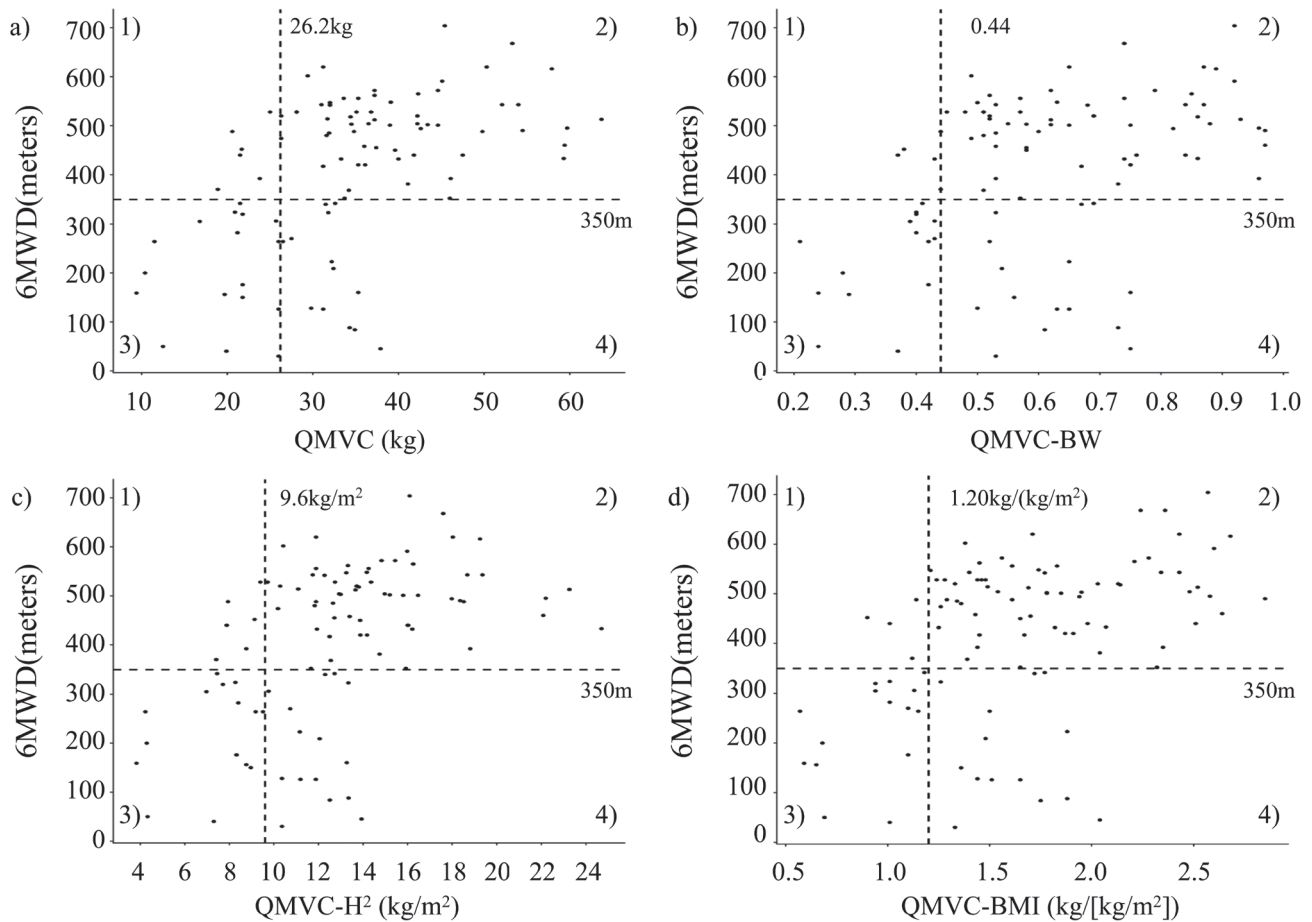 a)
1)
26.2kg
2)
700
600
500
400
300
200
100
0
6MWD(meters)
350m
3)
4)
10 20 30 40 50 60
QMVC (kg)
b)
1)
0.44
2)
700
600
500
400
300
200
100
0
6MWD(meters)
350m
3)
4)
0.2 0.3 0.4 0.5 0.6 0.7 0.8 0.9 1.0
QMVC-BW
c)
1)
9.6kg/m²
2)
700
600
500
400
300
200
100
0
6MWD(meters)
350m
3)
4)
4 6 8 10 12 14 16 18 20 22 24
QMVC-H² (kg/m²)
d)
1)
1.20kg/(kg/m²)
2)
700
600
500
400
300
200
100
0
6MWD(meters)
350m
3)
4)
0.5 1.0 1.5 2.0 2.5
QMVC-BMI (kg/[kg/m²])